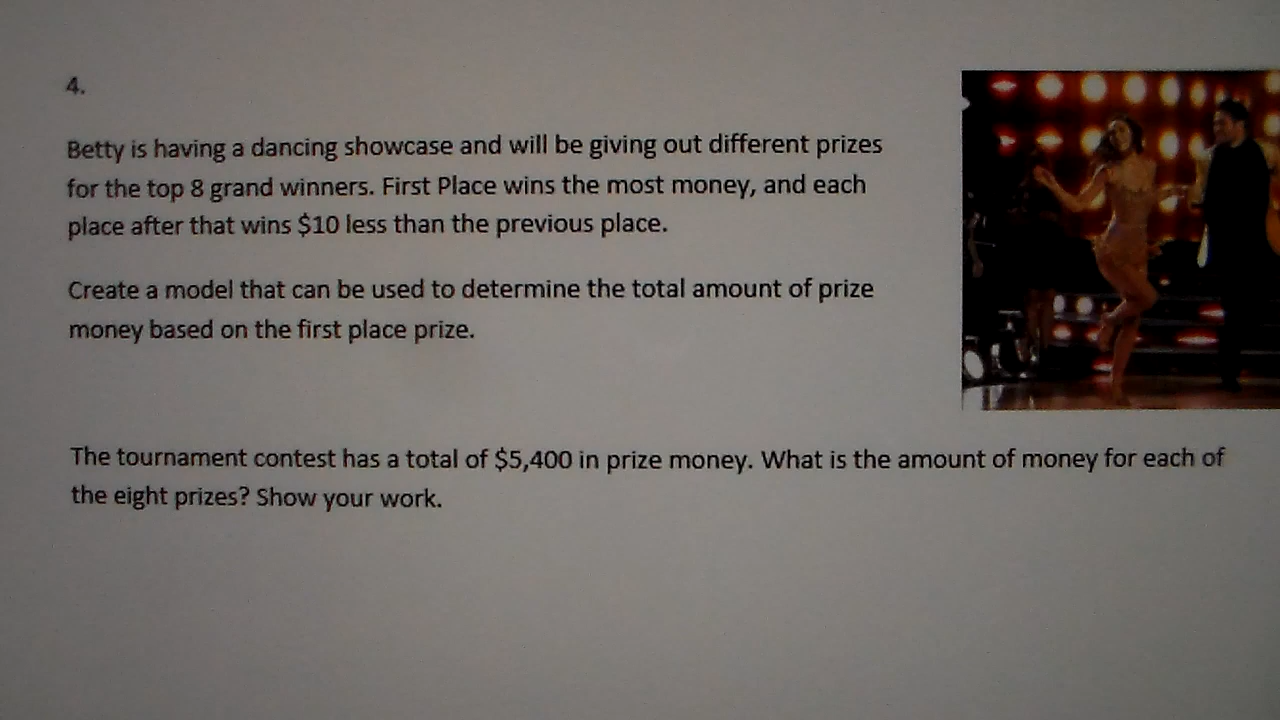 4.
Betty is having a dancing showcase and will be giving out different prizes
for the top 8 grand winners. First Place wins the most money, and each
place after that wins $10 less than the previous place.
Create a model that can be used to determine the total amount of prize
money based on the first place prize.
The tournament contest has a total of $5,400 in prize money. What is the amount of money for each of
the eight prizes? Show your work.